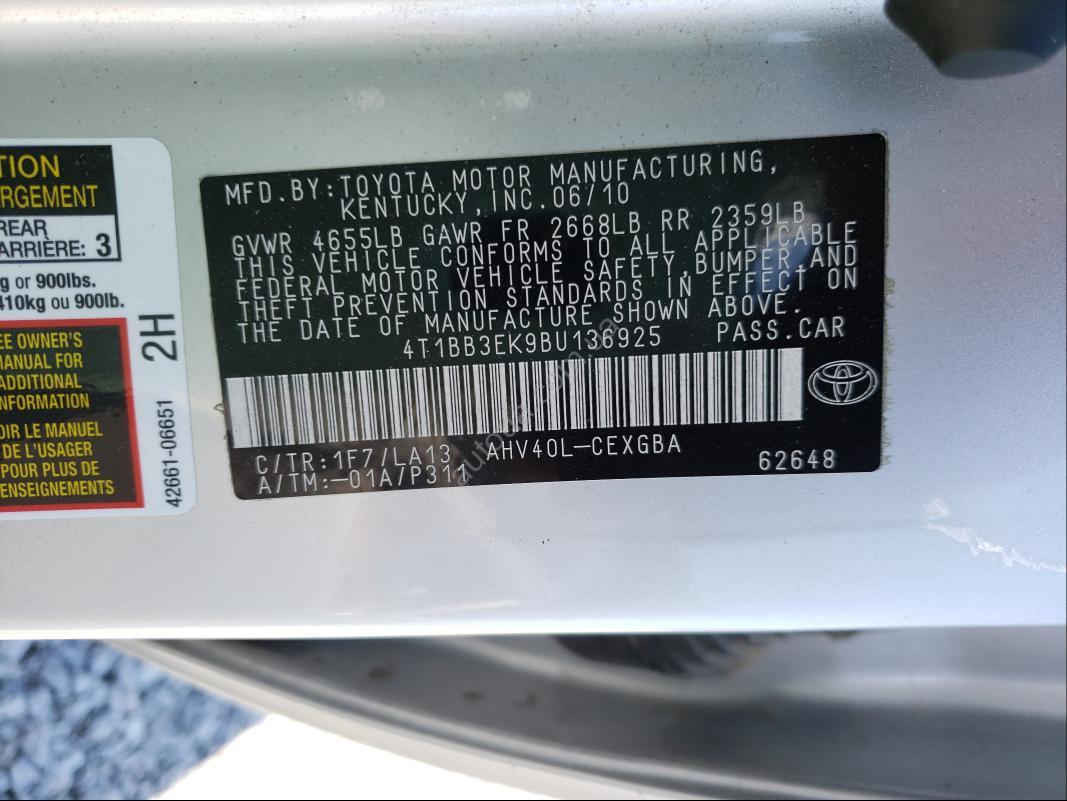 TION
ARGEMENT
REAR
ARRIÈRE: 3
g or 900lbs.
410kg ou 900lb.
EE OWNER'S
MANUAL FOR
ADDITIONAL
NFORMATION
OIR LE MANUEL
DE L'USAGER
POUR PLUS DE
ENSEIGNEMENTS
2H
42661-06651
MFD. BY: TOYOTA MOTOR MANUFACTURING,
KENTUCKY, INC. 06/10
GVWR 4655LB GAWR FR 2668LB RR 2359LB
THIS VEHICLE CONFORMS TO ALL APPLICABLE
FEDERAL MOTOR VEHICLE SAFETY, BUMPER AND
THEFT PREVENTION STANDARDS IN EFFECT ON
THE DATE OF MANUFACTURE SHOWN ABOVE.
4T1BB3EK9BU136925 PASS.CAR
C/TR:1F7/LA13 AHV40L-CEXGBA
A/TM:-01A/P311 62648